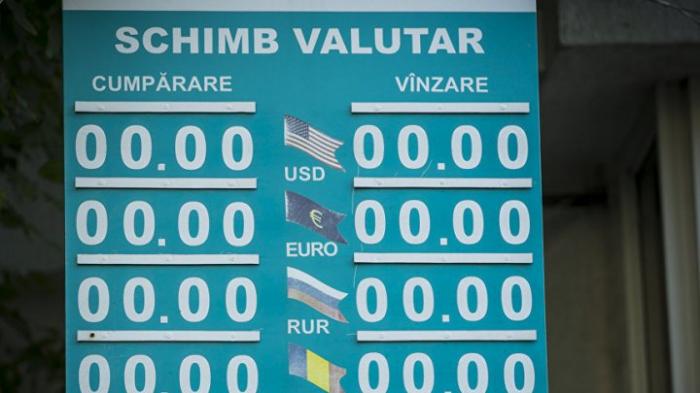 SCHIMB VALUTAR
CUMPĂRARE VÎNZARE
00.00 USD 00.00
00.00 EURO 00.00
00.00 RUR 00.00
00.00 00.00